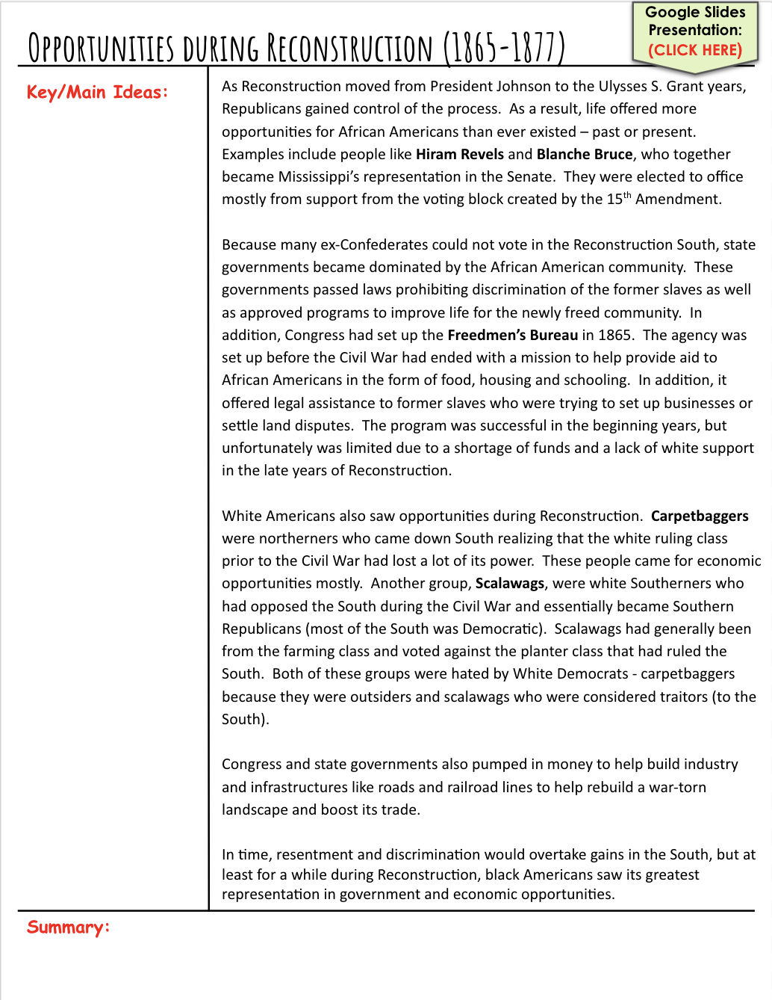 Google Slides
Presentation:
(CLICK HERE)
Opportunities during Reconstruction (1865-1877)
Key/Main Ideas:
As Reconstruction moved from President Johnson to the Ulysses S. Grant years,
Republicans gained control of the process.  As a result, life offered more
opportunities for African Americans than ever existed – past or present.
Examples include people like Hiram Revels and Blanche Bruce, who together
became Mississippi's representation in the Senate.  They were elected to office
mostly from support from the voting block created by the 15th Amendment.
Because many ex-Confederates could not vote in the Reconstruction South, state
governments became dominated by the African American community.  These
governments passed laws prohibiting discrimination of the former slaves as well
as approved programs to improve life for the newly freed community.  In
addition, Congress had set up the Freedmen's Bureau in 1865.  The agency was
set up before the Civil War had ended with a mission to help provide aid to
African Americans in the form of food, housing and schooling.  In addition, it
offered legal assistance to former slaves who were trying to set up businesses or
settle land disputes.  The program was successful in the beginning years, but
unfortunately was limited due to a shortage of funds and a lack of white support
in the late years of Reconstruction.
White Americans also saw opportunities during Reconstruction.  Carpetbaggers
were northerners who came down South realizing that the white ruling class
prior to the Civil War had lost a lot of its power.  These people came for economic
opportunities mostly.  Another group, Scalawags, were white Southerners who
had opposed the South during the Civil War and essentially became Southern
Republicans (most of the South was Democratic).  Scalawags had generally been
from the farming class and voted against the planter class that had ruled the
South.  Both of these groups were hated by White Democrats - carpetbaggers
because they were outsiders and scalawags who were considered traitors (to the
South).
Congress and state governments also pumped in money to help build industry
and infrastructures like roads and railroad lines to help rebuild a war-torn
landscape and boost its trade.
In time, resentment and discrimination would overtake gains in the South, but at
least for a while during Reconstruction, black Americans saw its greatest
representation in government and economic opportunities.
Summary: